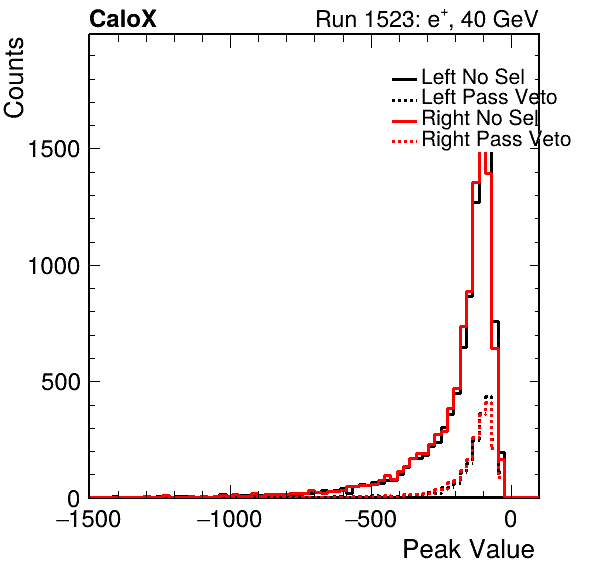 CaloX Run 1523: e+, 40 GeV
Counts
Left No Sel
Left Pass Veto
Right No Sel
Right Pass Veto
1500
1000
500
0
−1500 −1000 −500 0
Peak Value